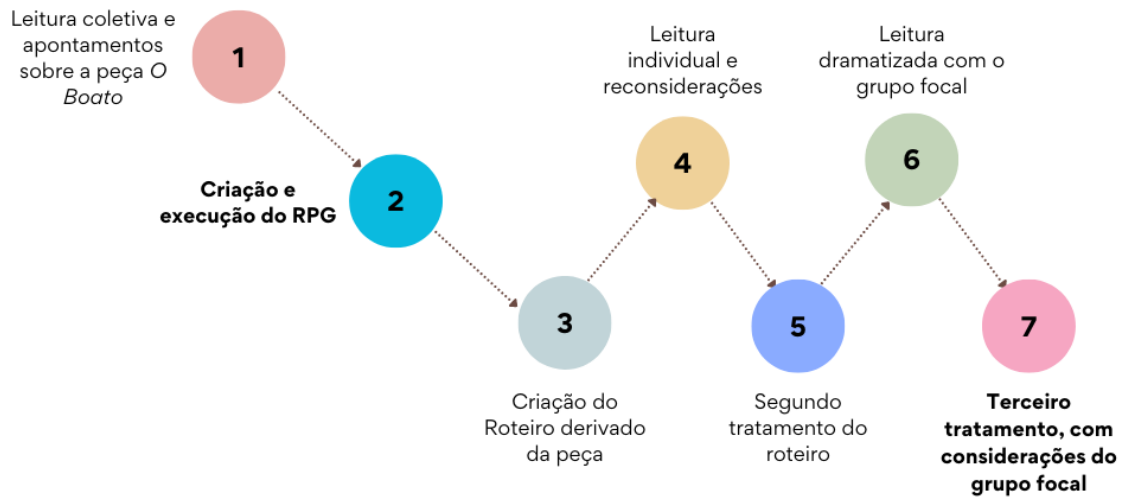 Leitura coletiva e
apontamentos
sobre a peça O
Boato
1
Criação e
execução do RPG
2
3
Criação do
Roteiro derivado
da peça
Leitura
individual e
reconsiderações
4
5
Segundo
tratamento do
roteiro
Leitura
dramatizada com o
grupo focal
6
7
Terceiro
tratamento, com
considerações do
grupo focal